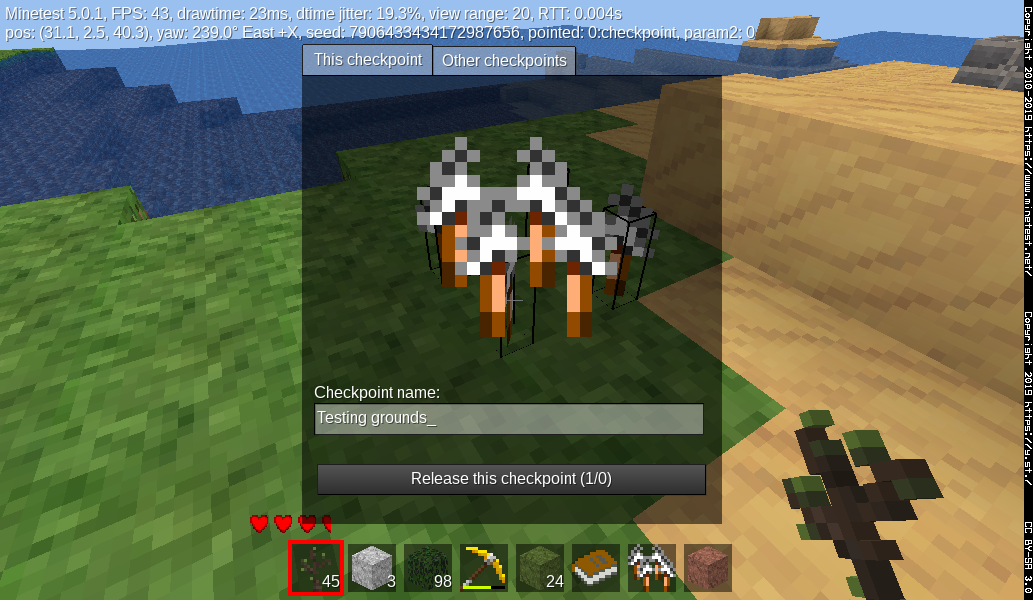 Minetest 5.0.1, FPS: 43, drawtime: 23ms, dtime jitter: 19.3%, view range: 20, RTT: 0.004s
pos: (31.1, 2.5, 40.3), yaw: 239.0° East +X, seed: 7906433434172987656, pointed: 0:checkpoint, param2: 0
This checkpoint
Other checkpoints
Checkpoint name:
Testing grounds_
Release this checkpoint (1/0)
45
3
98
24
Copyright 2010-2019 https://www.minetest.net/
Copyright 2019 https://y.st./
CC BY-SA 3.0